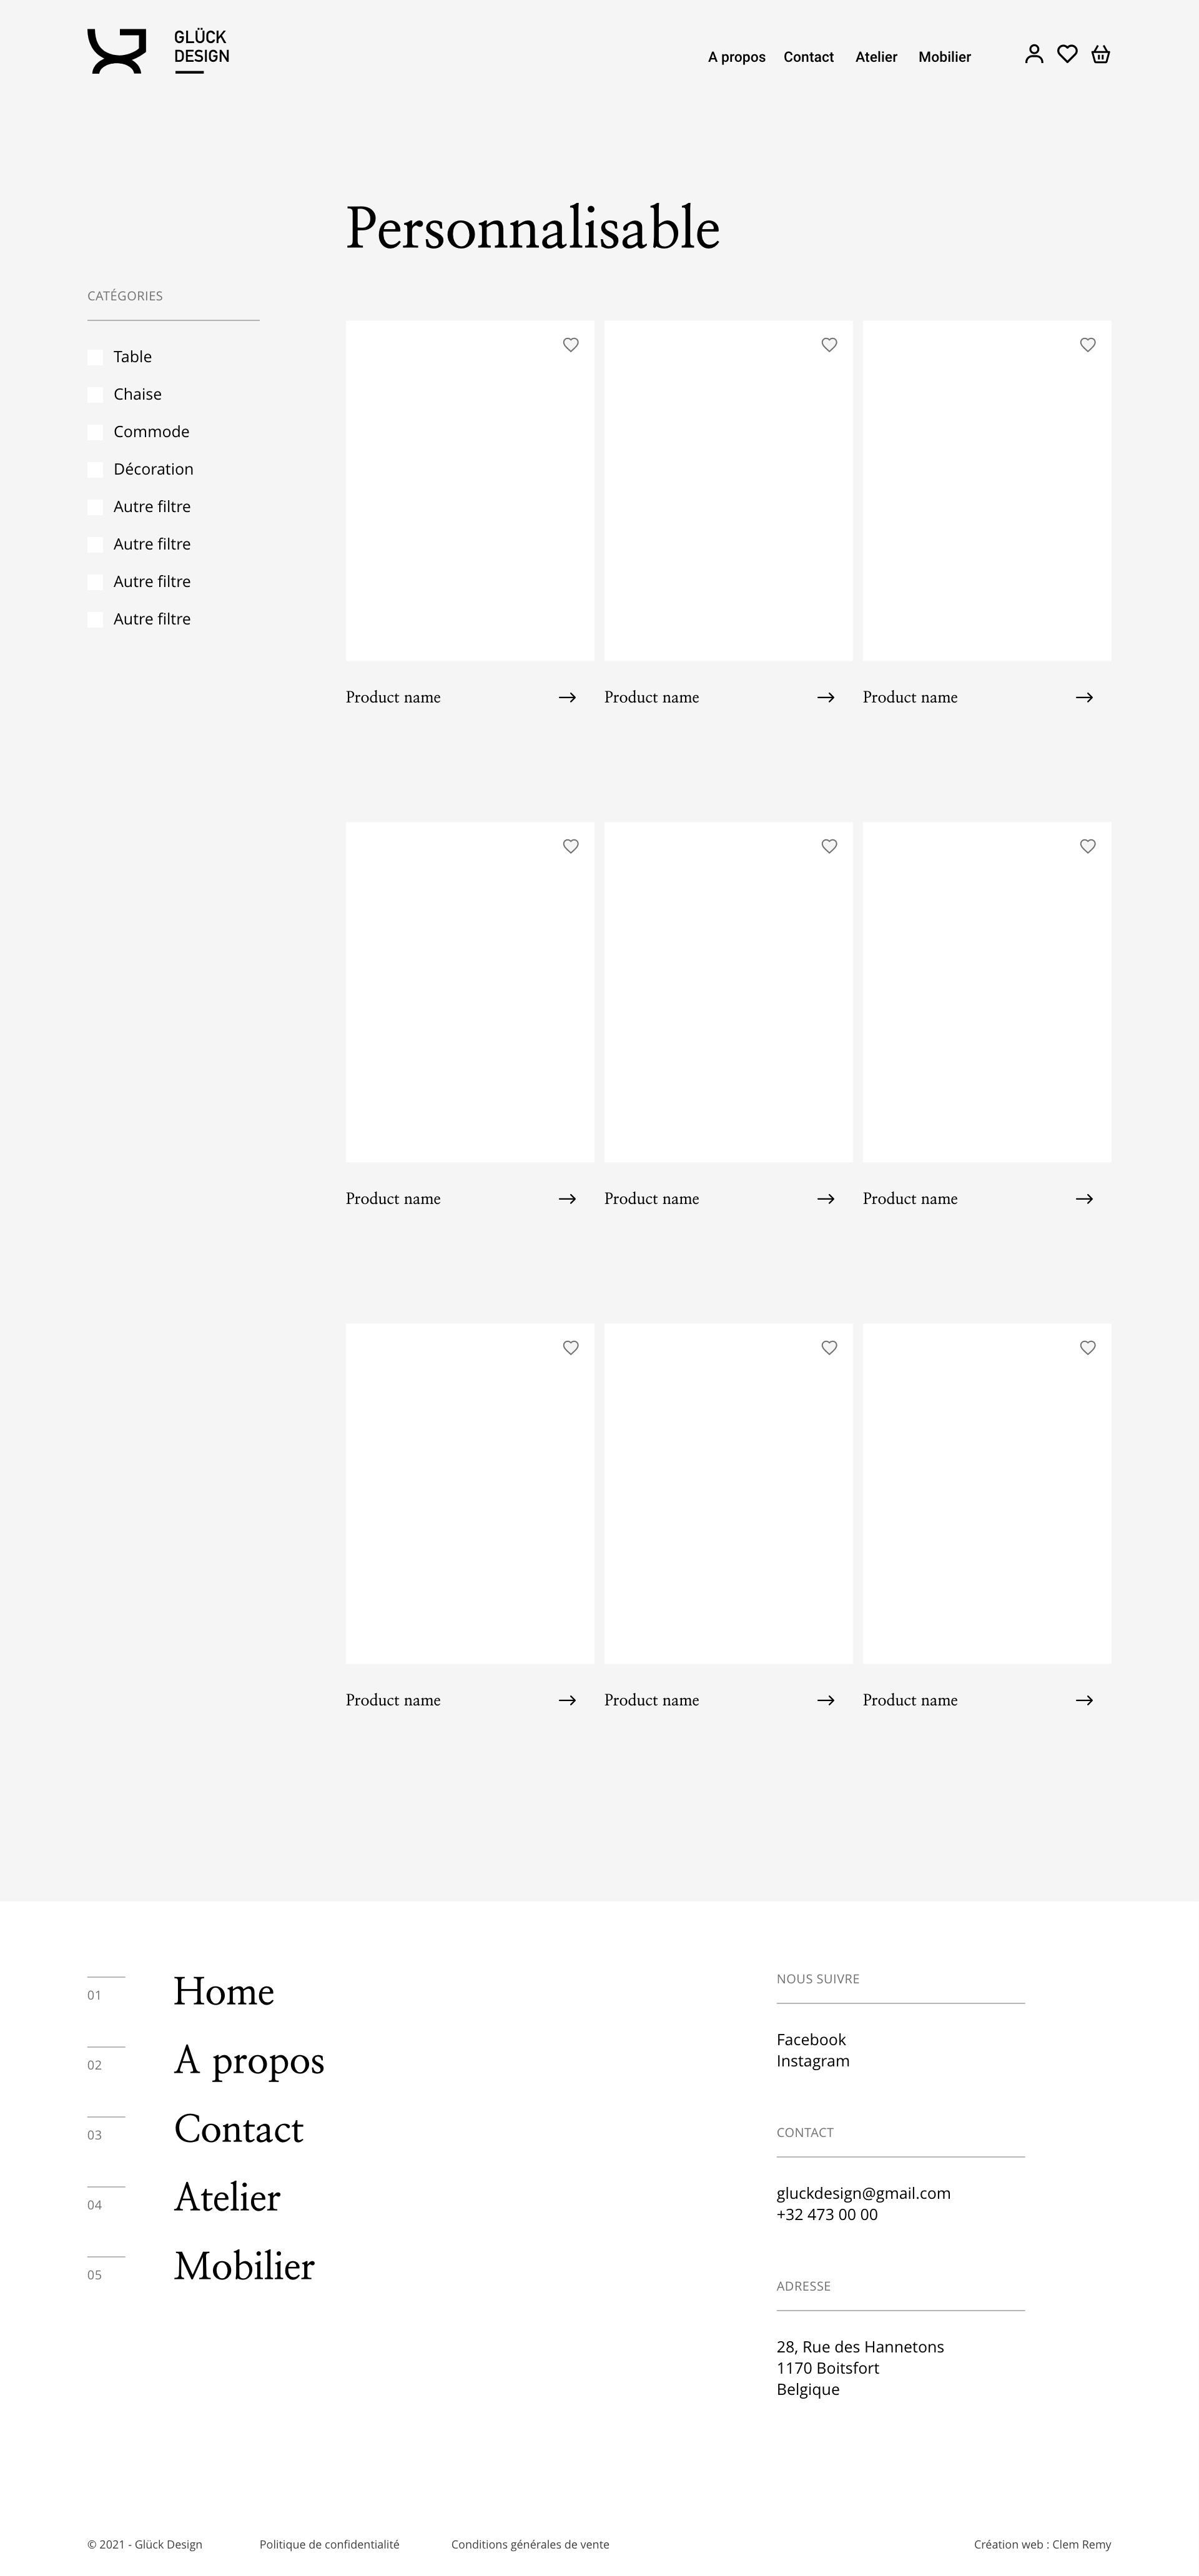 GLÜCK
DESIGN
A propos Contact Atelier Mobilier
Personnalisable
CATÉGORIES
Table
Chaise
Commode
Décoration
Autre filtre
Autre filtre
Autre filtre
Autre filtre
Product name Product name Product name
Product name Product name Product name
Product name Product name Product name
01 Home
02 A propos
03 Contact
04 Atelier
05 Mobilier
NOUS SUIVRE
Facebook
Instagram
CONTACT
gluckdesign@gmail.com
+32 473 00 00
ADRESSE
28, Rue des Hannetons
1170 Boitsfort
Belgique
© 2021 - Glück Design Politique de confidentialité Conditions générales de vente Création web : Clem Remy